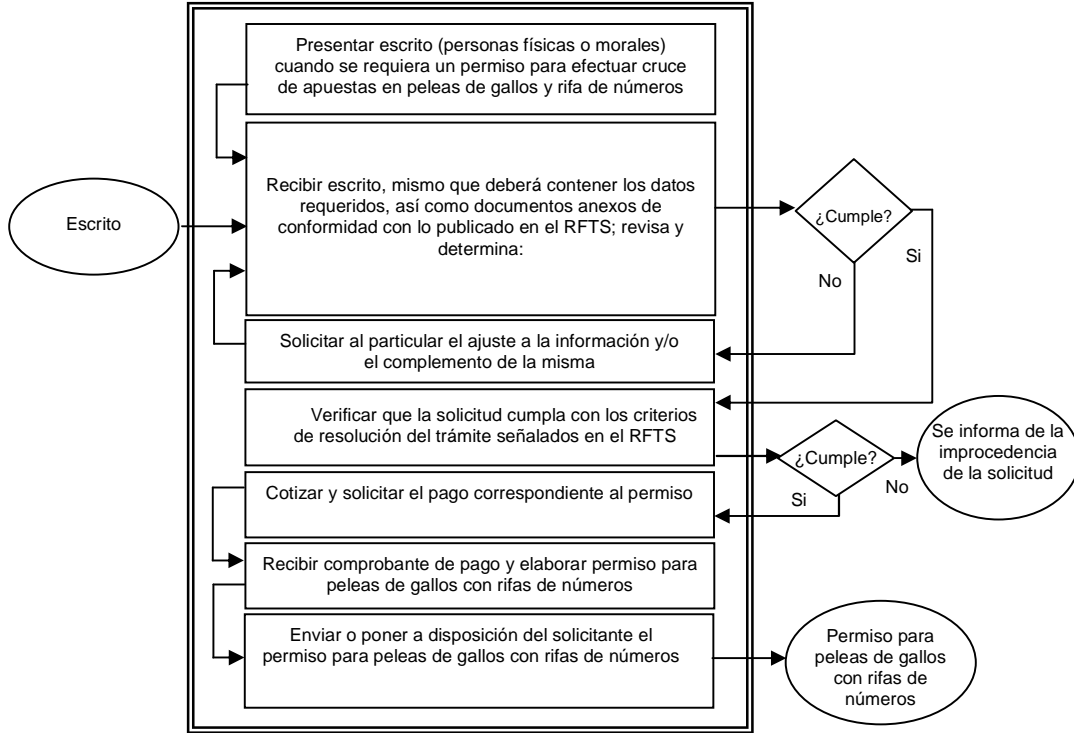 Presentar escrito (personas físicas o morales)
cuando se requiera un permiso para efectuar cruce
de apuestas en peleas de gallos y rifa de números
Escrito
Recibir escrito, mismo que deberá contener los datos
requeridos, así como documentos anexos de
conformidad con lo publicado en el RFTS; revisa y
determina:
¿Cumple?
Si
No
Solicitar al particular el ajuste a la información y/o
el complemento de la misma
Verificar que la solicitud cumpla con los criterios
de resolución del trámite señalados en el RFTS
¿Cumple?
No
Si
Se informa de la
improcedencia
de la solicitud
Cotizar y solicitar el pago correspondiente al permiso
Recibir comprobante de pago y elaborar permiso para
peleas de gallos con rifas de números
Enviar o poner a disposición del solicitante el
permiso para peleas de gallos con rifas de números
Permiso para
peleas de gallos
con rifas de
números